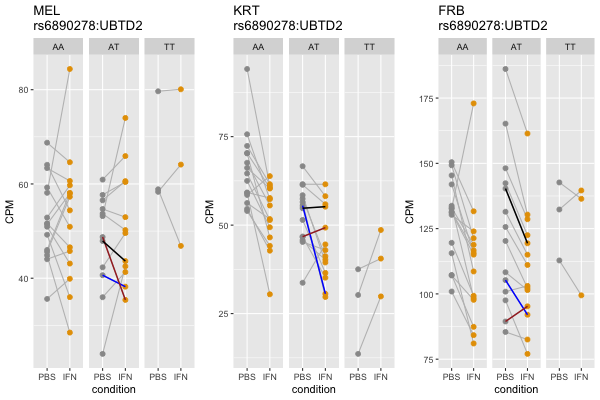 MEL
rs6890278:UBTD2
AA
AT
TT
80
60
40
CPM
PBS IFN PBS IFN PBS IFN
condition
KRT
rs6890278:UBTD2
AA
AT
TT
75
50
25
CPM
PBS IFN PBS IFN PBS IFN
condition
FRB
rs6890278:UBTD2
AA
AT
TT
175
150
125
100
75
CPM
PBS IFN PBS IFN PBS IFN
condition